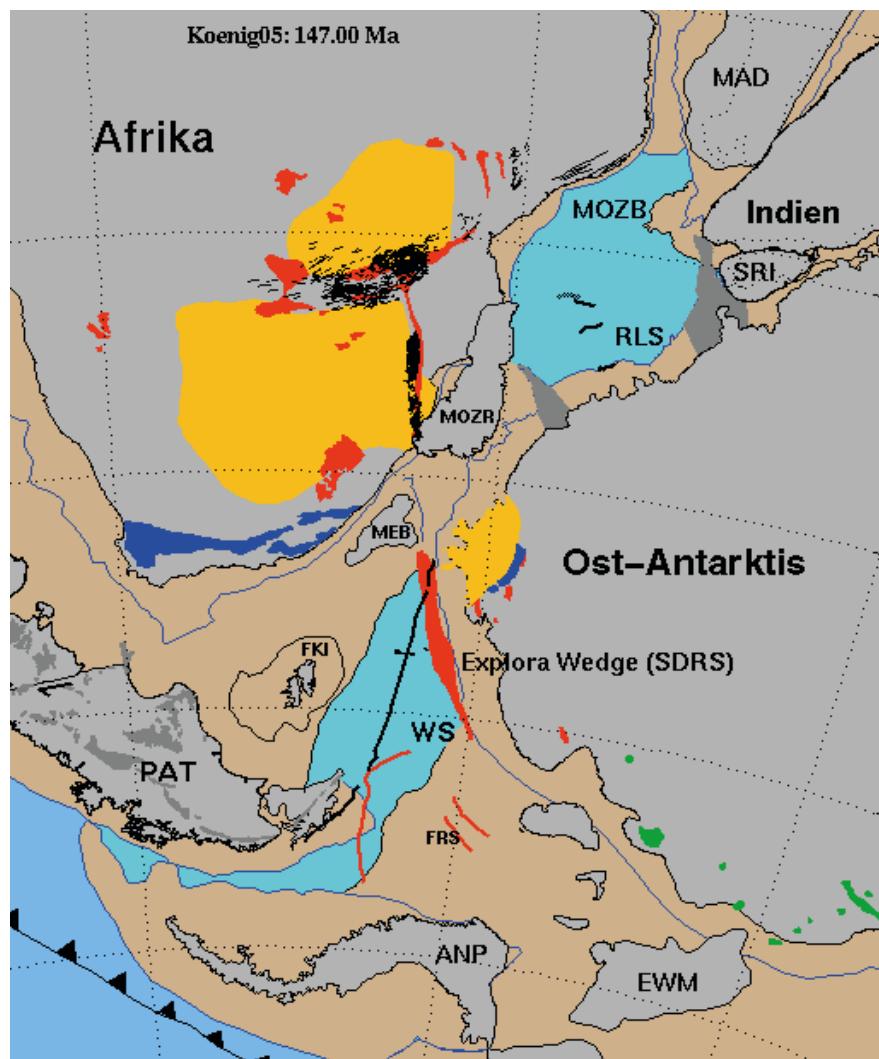 Koenig05: 147.00 Ma
MAD
Afrika
MOZB
Indien
SRI
RLS
MOZR
MEB
Ost-Antarktis
FKI
Explora Wedge (SDRS)
WS
PAT
FRS
ANP
EWM